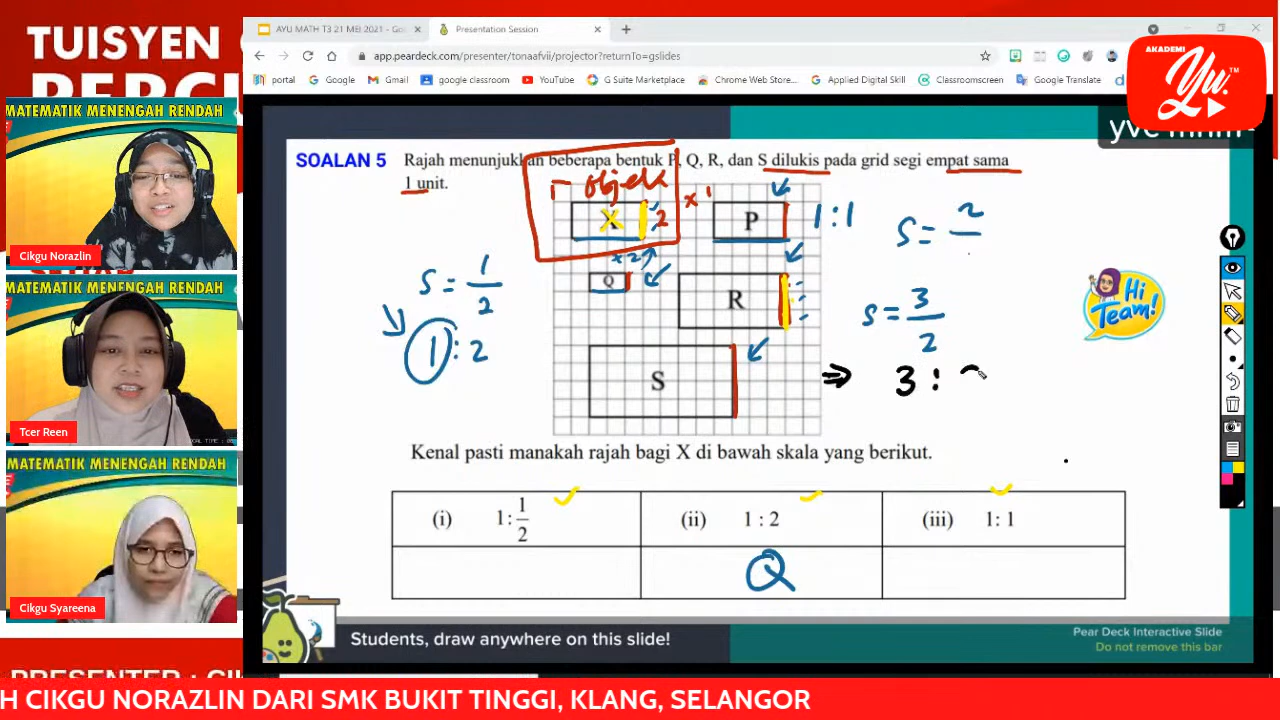 TUISYEN
AYU MATH T3 21 MEI 2021 - Go
Presentation Session
app.peardeck.com/presenter/tonaafvii/projector?returnTo=gslides
portal
Google
Gmail
google classroom
YouTube
G Suite Marketplace
Chrome Web Store...
Applied Digital Skill
Classroomscreen
Google Translate
AKADEMI
Yu.
TM
MATEMATIK MENENGAH RENDAH
Cikgu Norazlin
MATEMATIK MENENGAH RENDAH
Tcer Reen
MATEMATIK MENENGAH RENDAH
Cikgu Syareena
SOALAN 5 Rajah menunjukkan beberapa bentuk P, Q, R, dan S dilukis pada grid segi empat sama
1 unit.
objek
X 2 x1 P 1:1 S = 2
x2
Q R
S = 1/2
S = 3/2
1:2
S
⇒ 3 :
Hi Team!
Kenal pasti manakah rajah bagi X di bawah skala yang berikut.
(i) 1:1/2 (ii) 1 : 2 (iii) 1: 1
Q
Students, draw anywhere on this slide!
Pear Deck Interactive Slide
Do not remove this bar
H CIKGU NORAZLIN DARI SMK BUKIT TINGGI, KLANG, SELANGOR